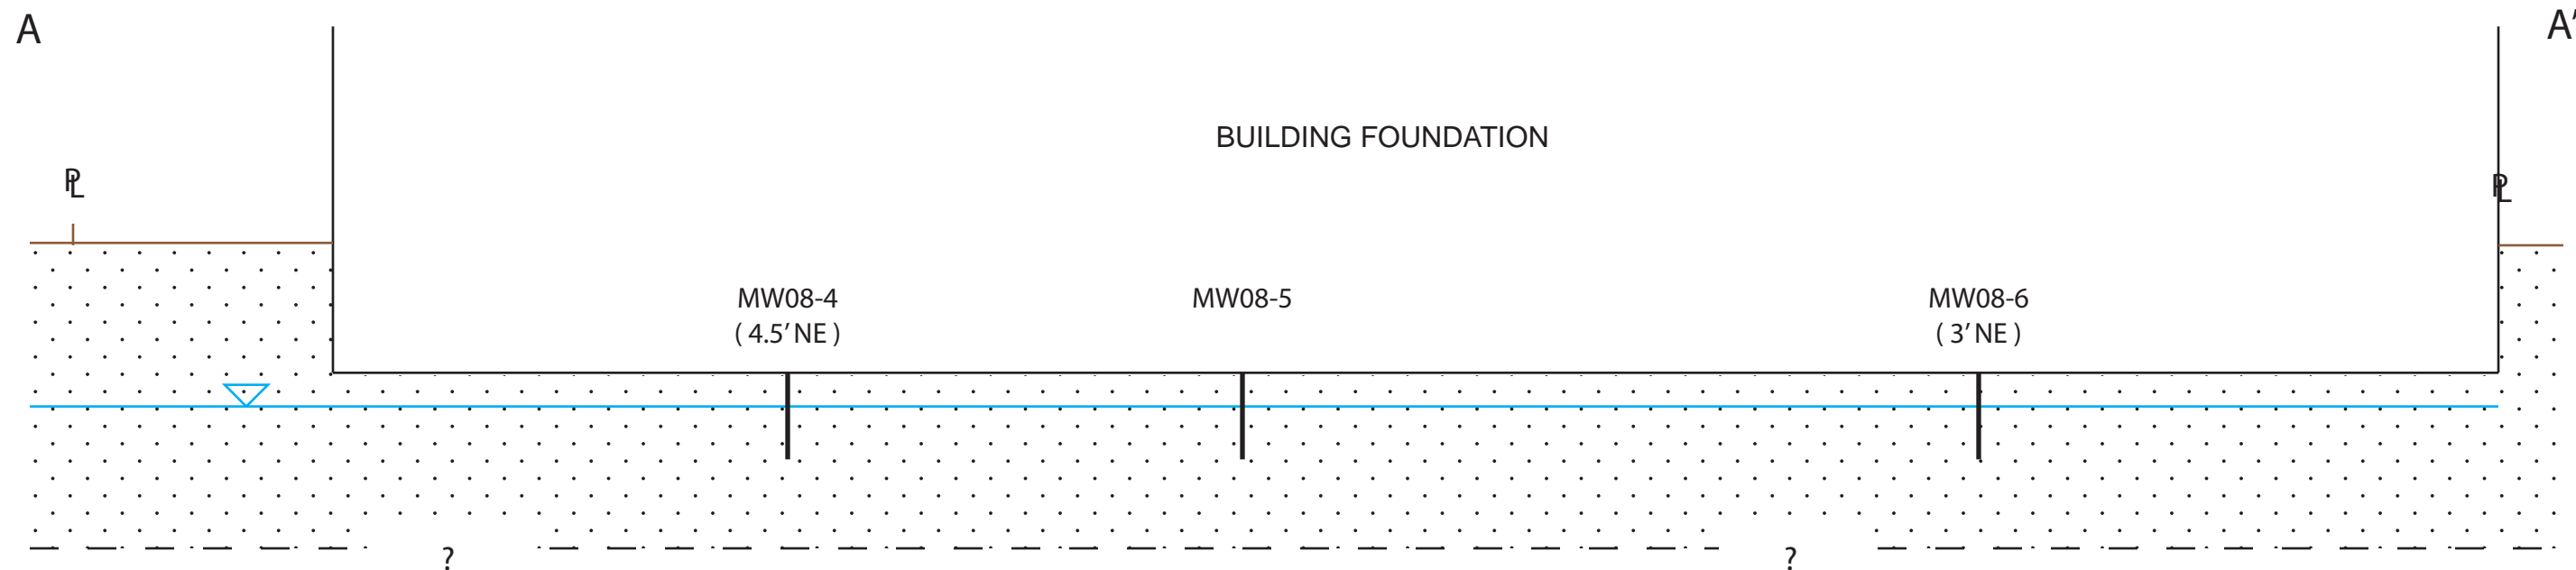 A
A'
BUILDING FOUNDATION
PL
PL
MW08-4
( 4.5' NE )
MW08-5
MW08-6
( 3' NE )
?
?